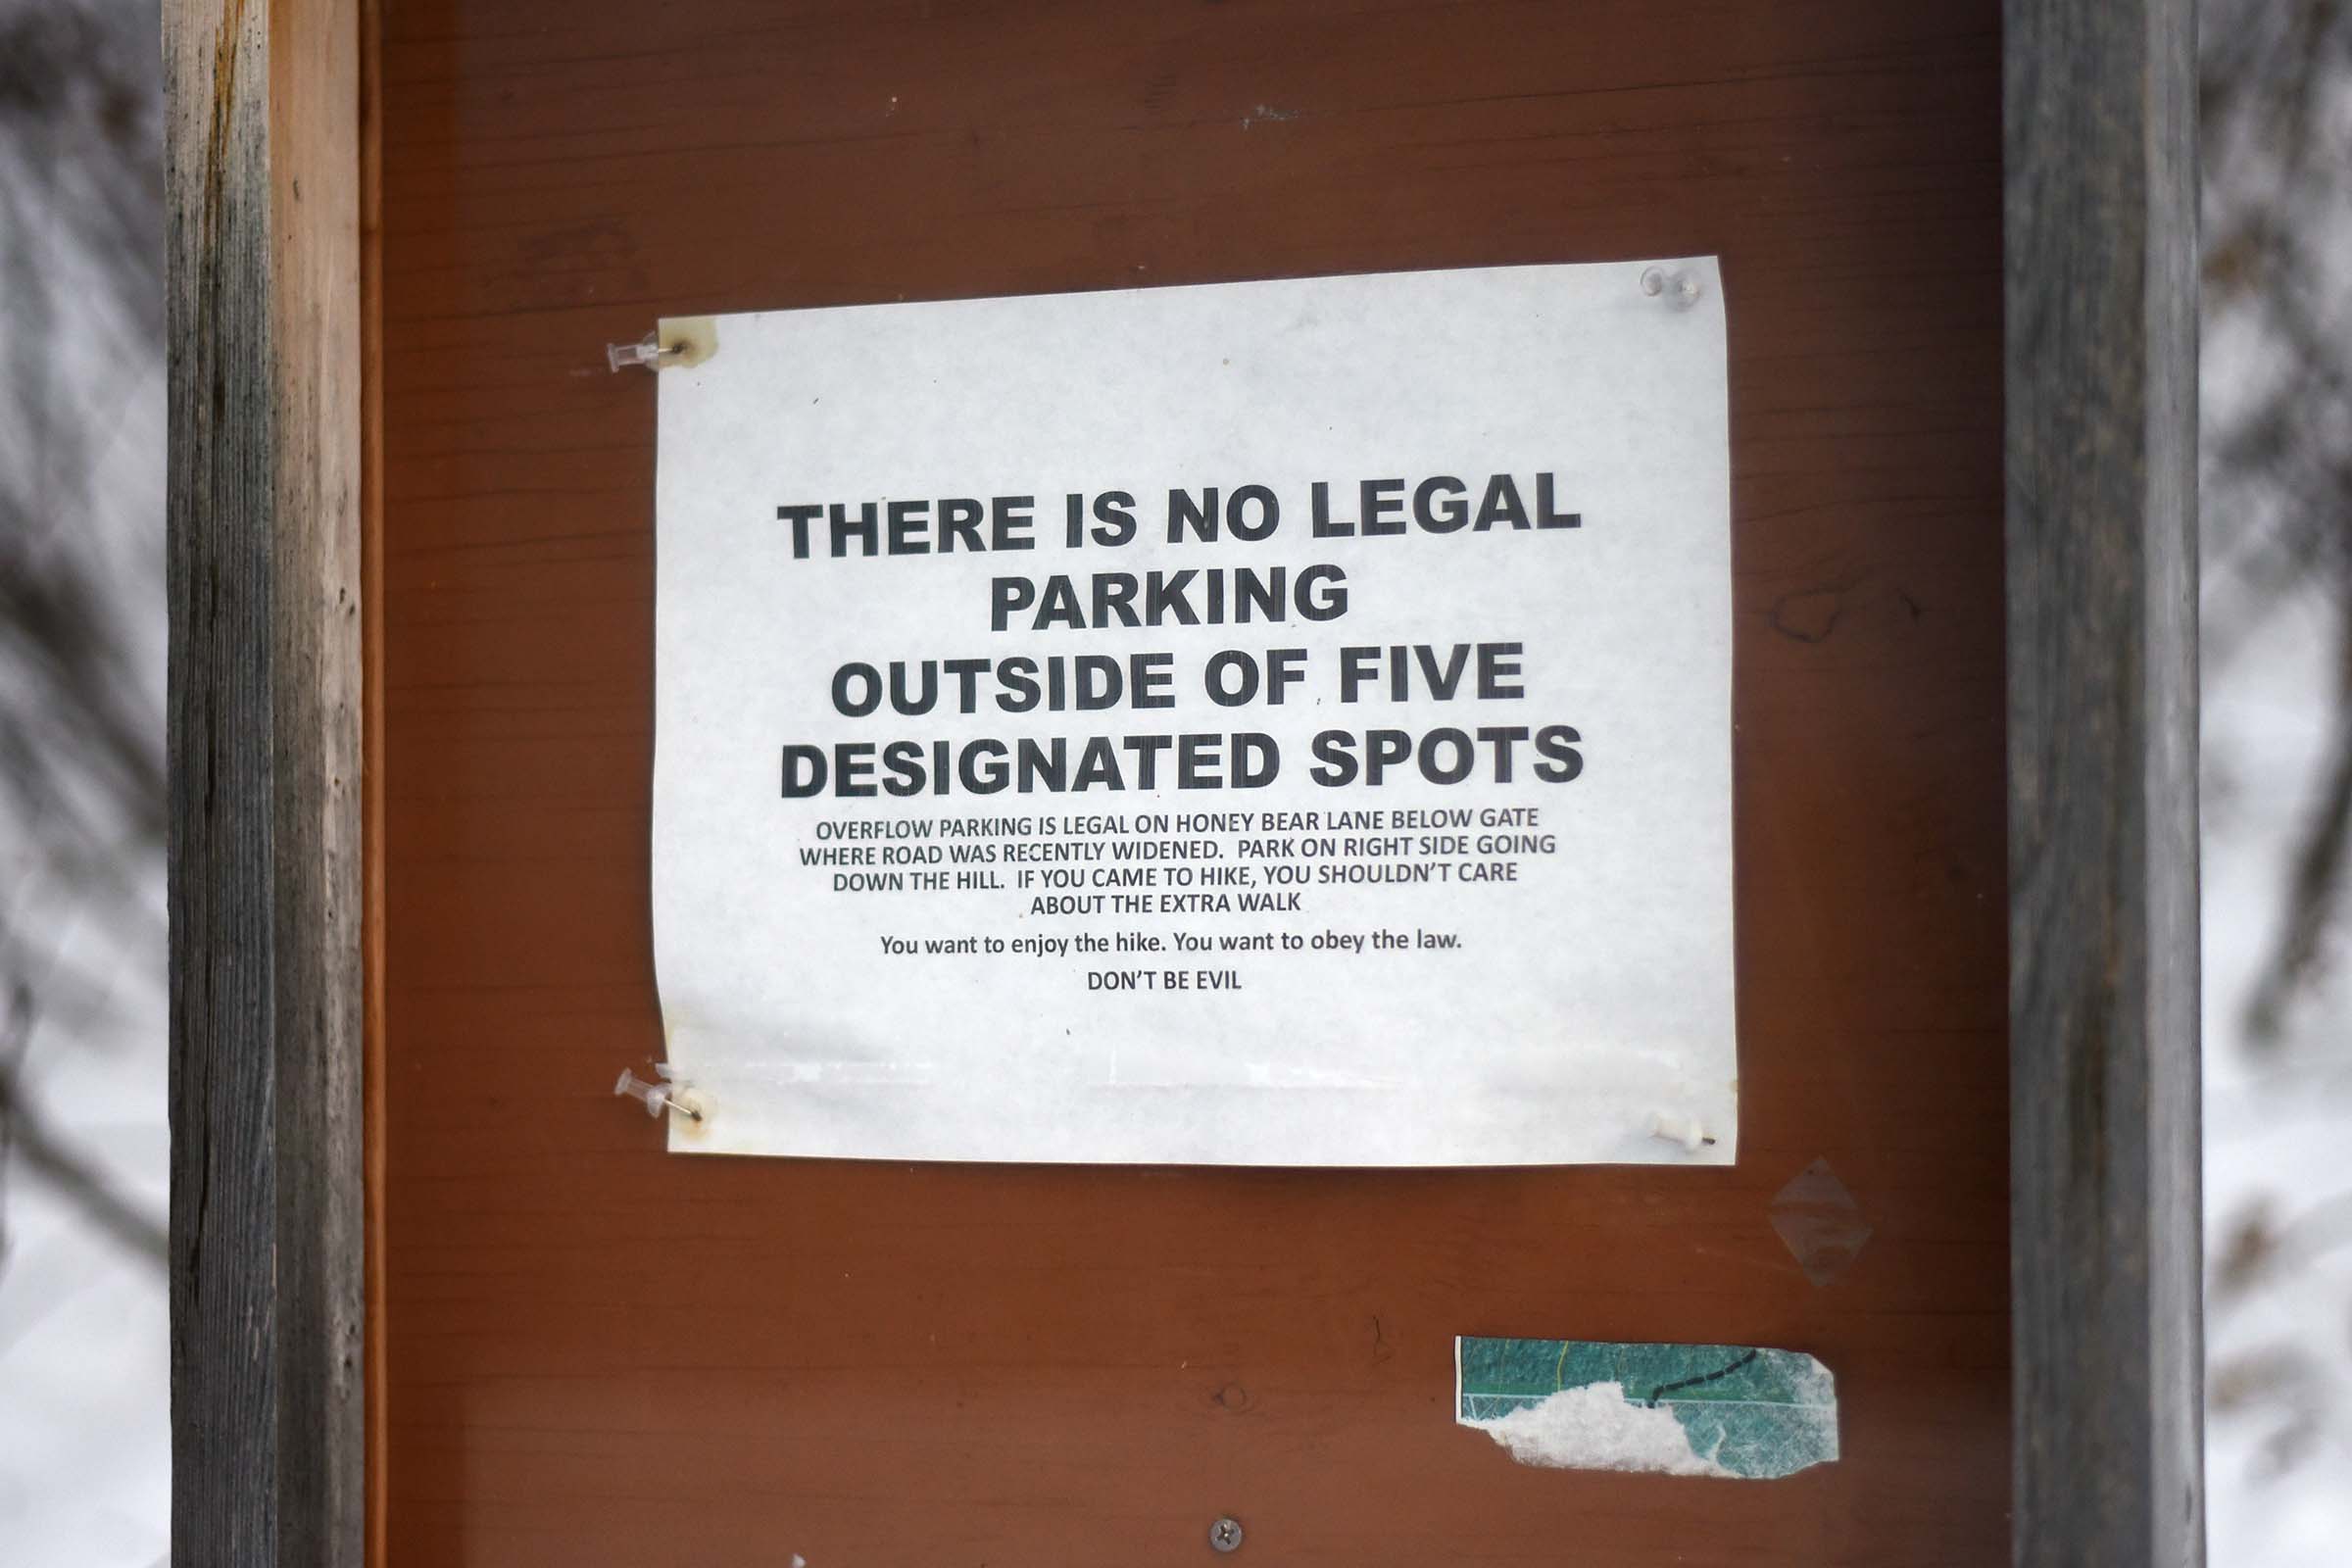 THERE IS NO LEGAL
PARKING
OUTSIDE OF FIVE
DESIGNATED SPOTS
OVERFLOW PARKING IS LEGAL ON HONEY BEAR LANE BELOW GATE
WHERE ROAD WAS RECENTLY WIDENED. PARK ON RIGHT SIDE GOING
DOWN THE HILL. IF YOU CAME TO HIKE, YOU SHOULDN'T CARE
ABOUT THE EXTRA WALK
You want to enjoy the hike. You want to obey the law.
DON'T BE EVIL